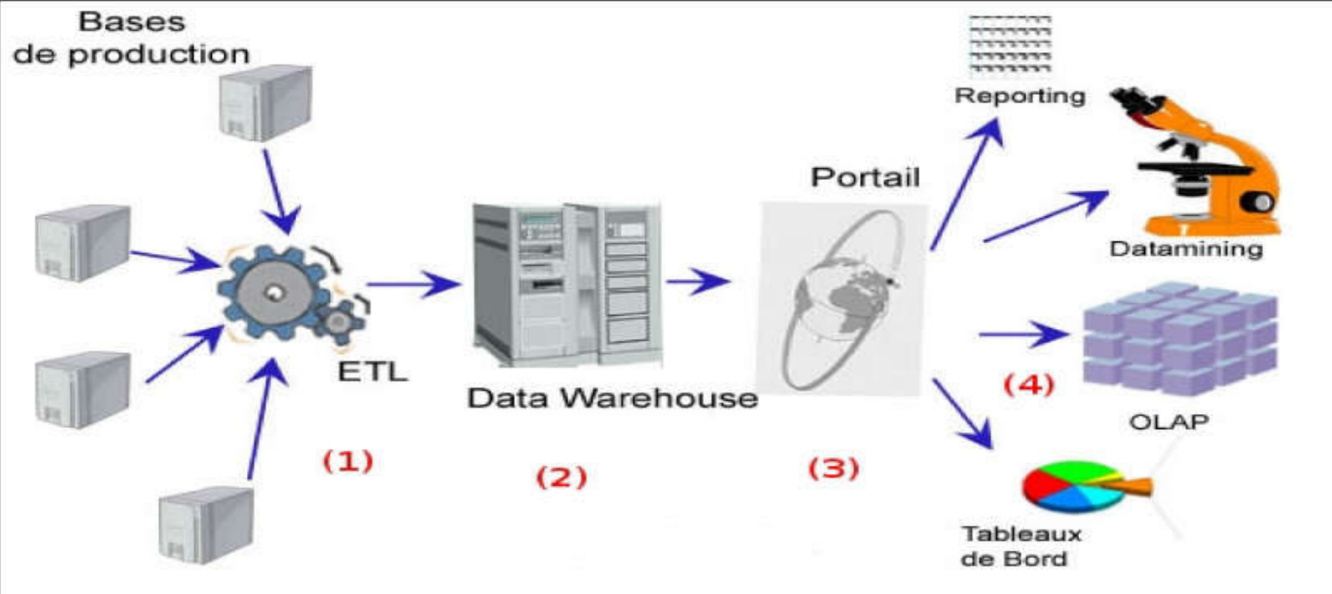 Bases
de production
Reporting
Portail
Datamining
ETL
Data Warehouse
(4)
OLAP
(1)
(2)
(3)
Tableaux
de Bord